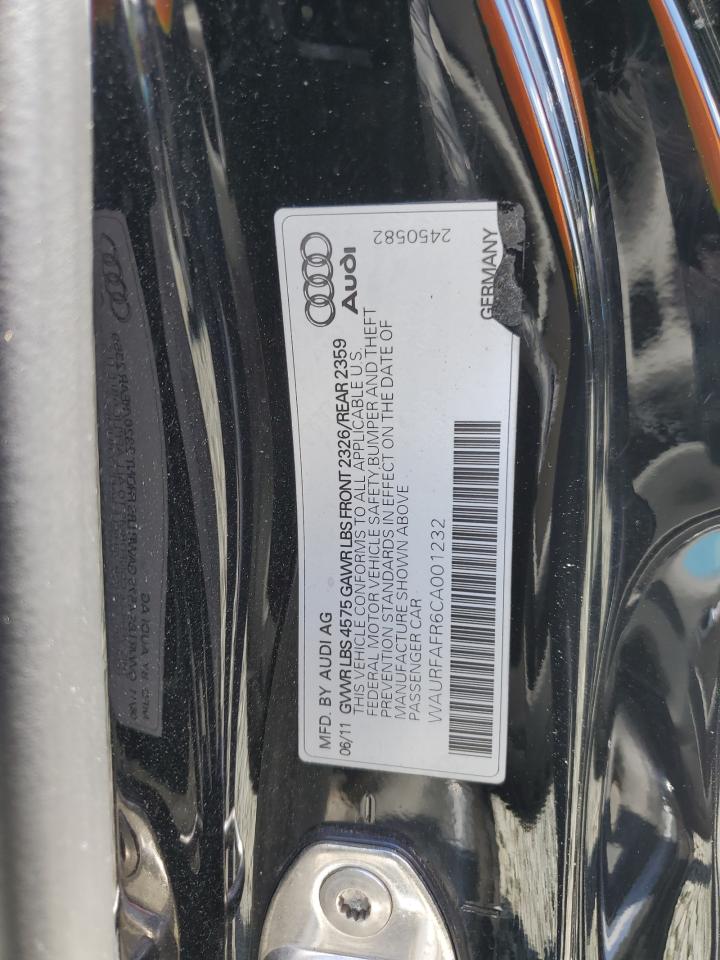 MFD. BY AUDI AG
06/11 GVWR LBS 4575 GAWR LBS FRONT 2326/REAR 2359
THIS VEHICLE CONFORMS TO ALL APPLICABLE U.S.
FEDERAL MOTOR VEHICLE SAFETY, BUMPER AND THEFT
PREVENTION STANDARDS IN EFFECT ON THE DATE OF
MANUFACTURE SHOWN ABOVE
PASSENGER CAR
WAURFAFR6CA001232
Audi
2450582
GERMANY